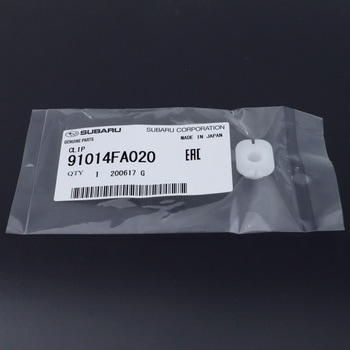 SUBARU SUBARU CORPORATION
GENUINE PARTS MADE IN JAPAN
CLIP
91014FA020 EAC
QTY 1 200617 G